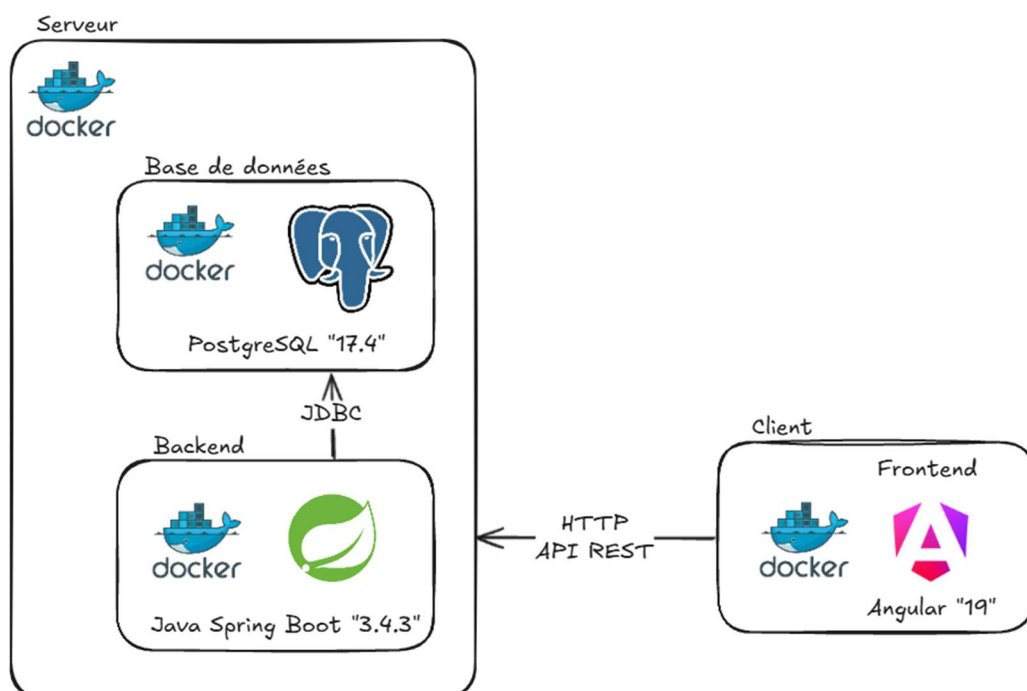 Serveur
docker
Base de données
docker
PostgreSQL "17.4"
JDBC
Backend
docker
Java Spring Boot "3.4.3"
HTTP
API REST
Client
Frontend
docker
Angular "19"